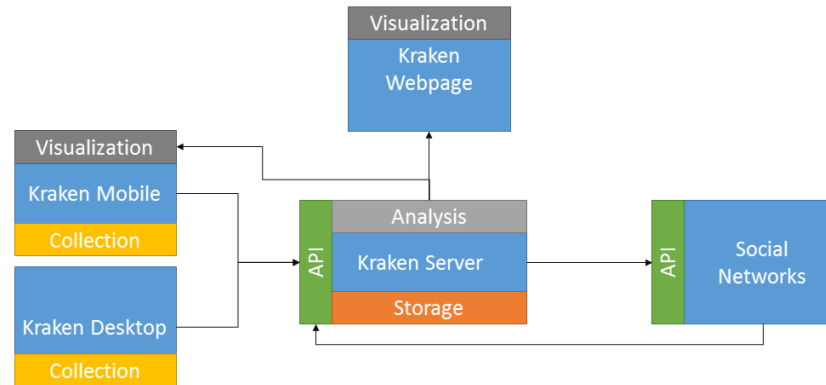 Visualization
Kraken
Webpage
Visualization
Kraken Mobile
Collection
Kraken Desktop
Collection
API
Analysis
Kraken Server
Storage
API
Social
Networks